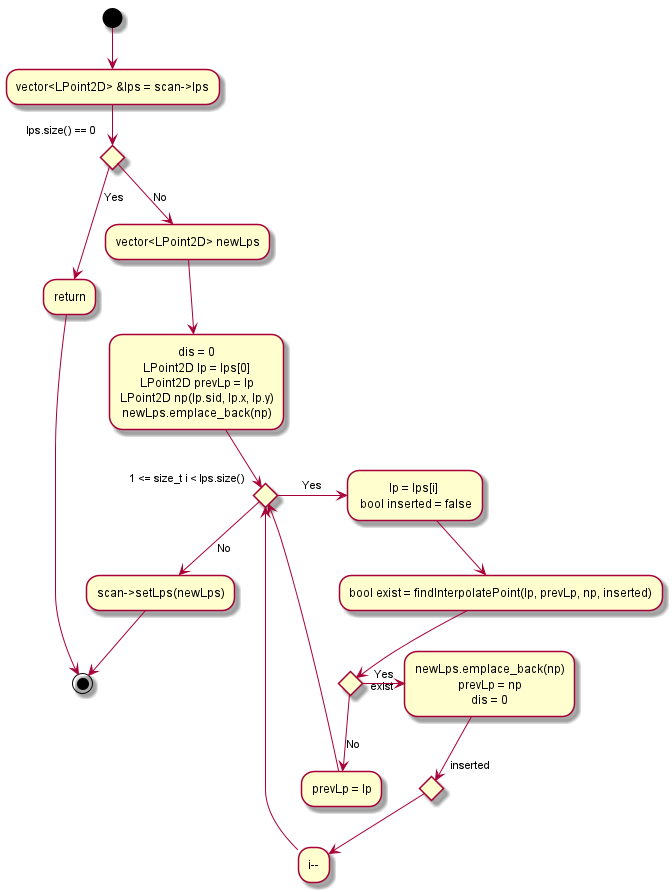 vector<LPoint2D> &lps = scan->lps
lps.size() == 0
Yes
No
vector<LPoint2D> newLps
return
dis = 0
LPoint2D lp = lps[0]
LPoint2D prevLp = lp
LPoint2D np(lp.sid, lp.x, lp.y)
newLps.emplace_back(np)
1 <= size_t i < lps.size()
Yes
lp = lps[i]
bool inserted = false
No
scan->setLps(newLps)
bool exist = findInterpolatePoint(lp, prevLp, np, inserted)
Yes
exist
newLps.emplace_back(np)
prevLp = np
dis = 0
No
inserted
prevLp = lp
i--